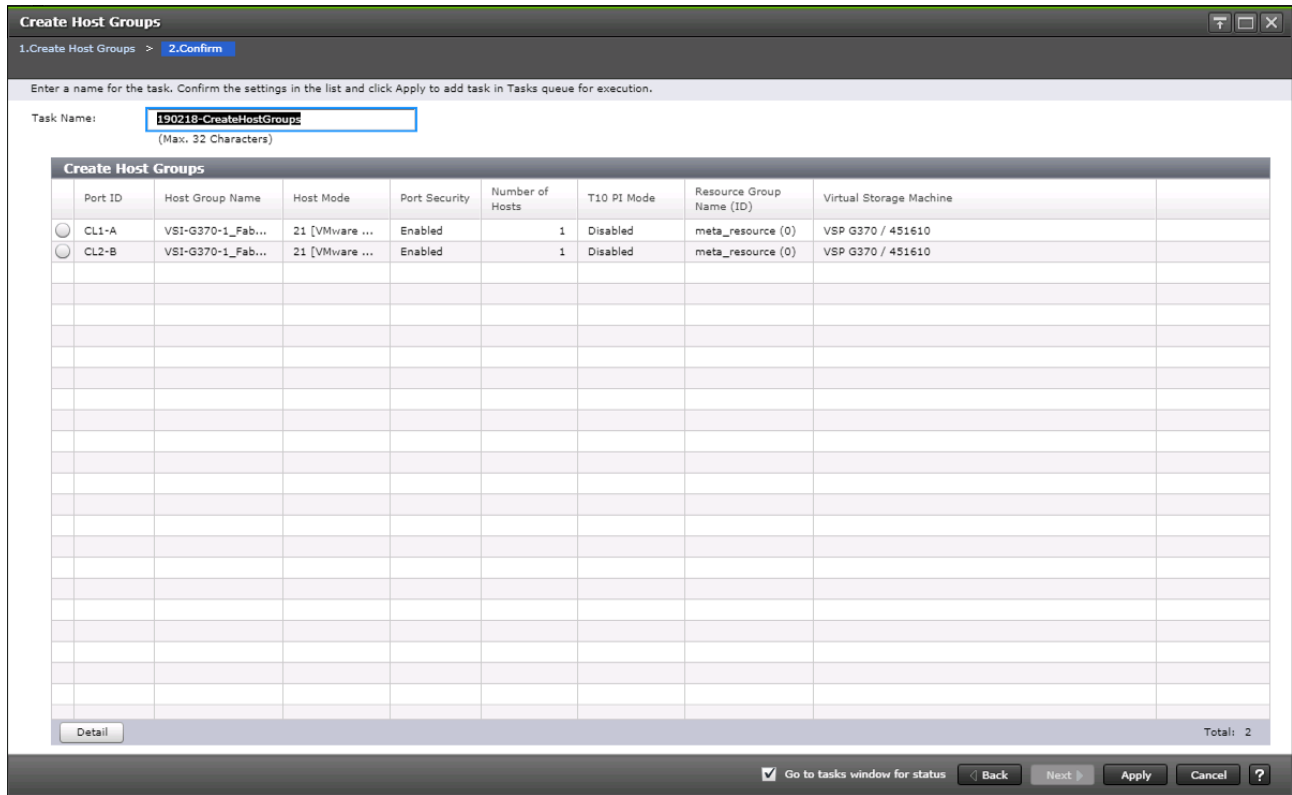 Create Host Groups
1.Create Host Groups > 2.Confirm
Enter a name for the task. Confirm the settings in the list and click Apply to add task in Tasks queue for execution.
Task Name: 190218-CreateHostGroups
(Max. 32 Characters)
Create Host Groups
Port ID Host Group Name Host Mode Port Security Number of Hosts T10 PI Mode Resource Group Name (ID) Virtual Storage Machine
CL1-A VSI-G370-1_Fab... 21 [VMware ... Enabled 1 Disabled meta_resource (0) VSP G370 / 451610
CL2-B VSI-G370-1_Fab... 21 [VMware ... Enabled 1 Disabled meta_resource (0) VSP G370 / 451610
Detail Total: 2
Go to tasks window for status Back Next Apply Cancel ?